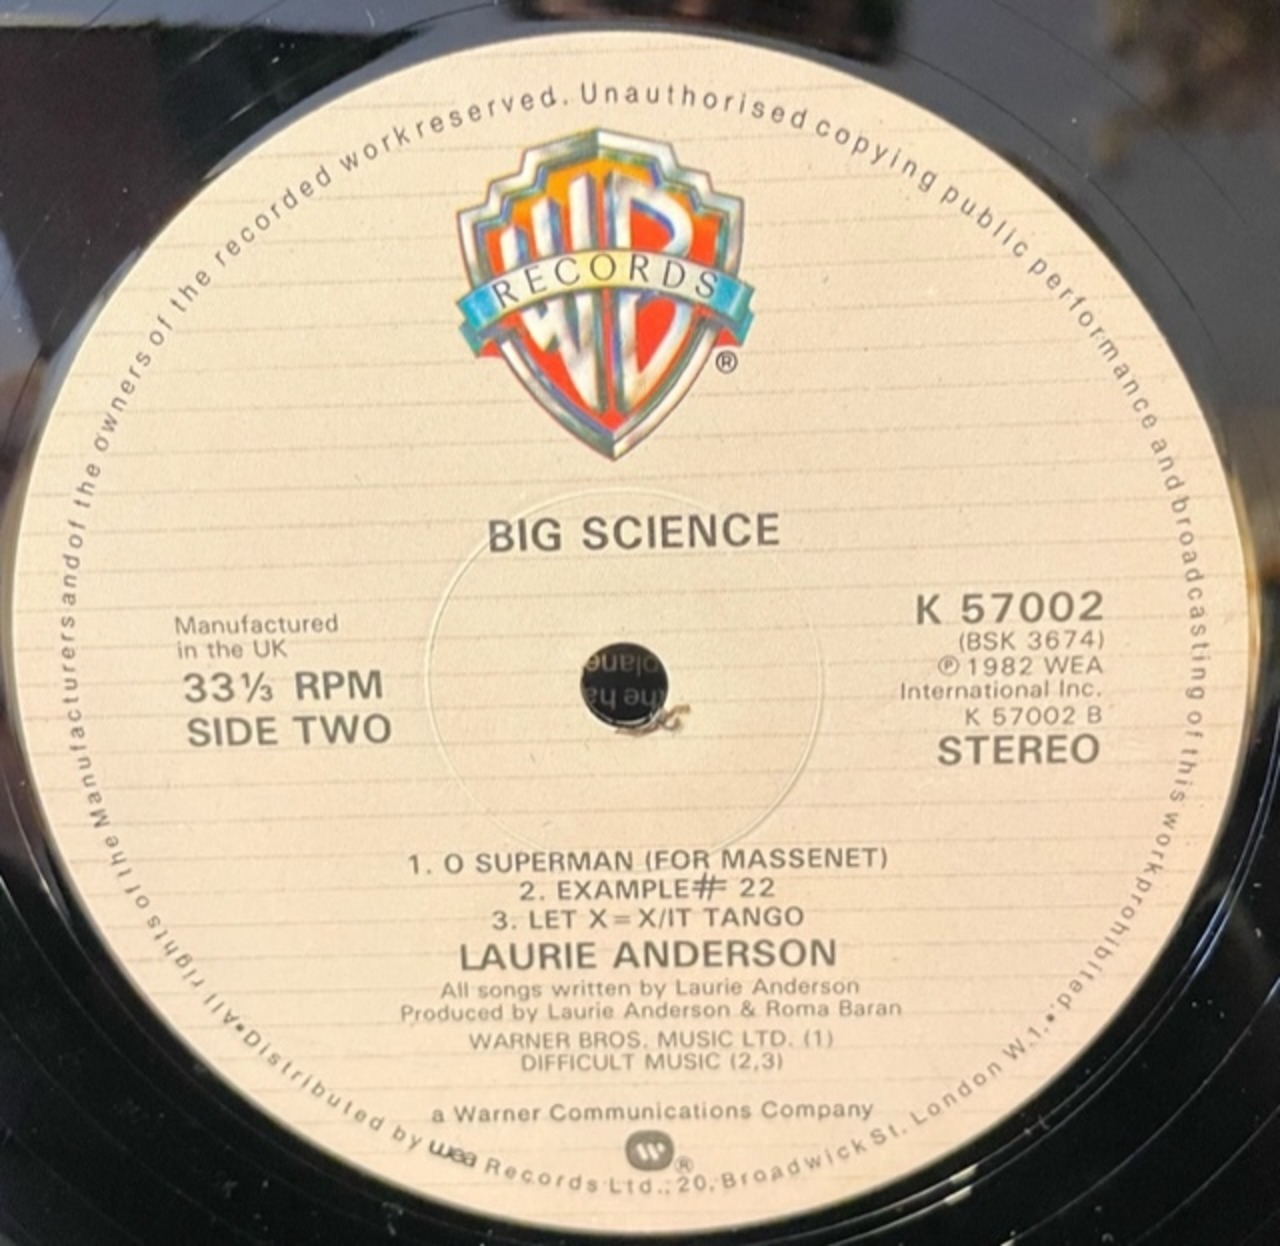 All rights of the Manufacturers and of the owners of the recorded work reserved. Unauthorised copying public performance and broadcasting of this work prohibited.
WB
RECORDS
®
BIG SCIENCE
Manufactured
in the UK
33⅓ RPM
SIDE TWO
K 57002
(BSK 3674)
℗ 1982 WEA
International Inc.
K 57002 B
STEREO
1. O SUPERMAN (FOR MASSENET)
2. EXAMPLE# 22
3. LET X=X/IT TANGO
LAURIE ANDERSON
All songs written by Laurie Anderson
Produced by Laurie Anderson & Roma Baran
WARNER BROS. MUSIC LTD. (1)
DIFFICULT MUSIC (2,3)
a Warner Communications Company
®
•Distributed by wea Records Ltd., 20, Broadwick St. London W.1.•